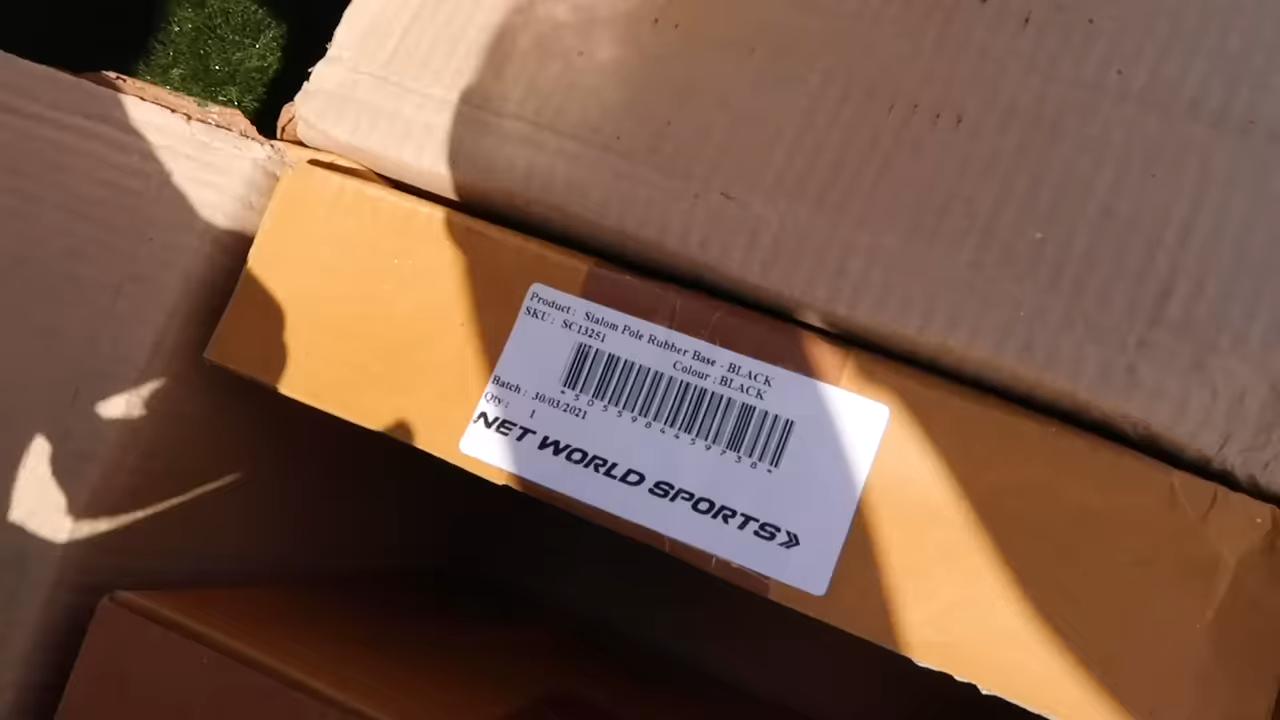 Product : Slalom Pole Rubber Base - BLACK
SKU : SC13251
Colour : BLACK
*5055984459738*
Batch : 30/03/2021
Qty : 1
NET WORLD SPORTS